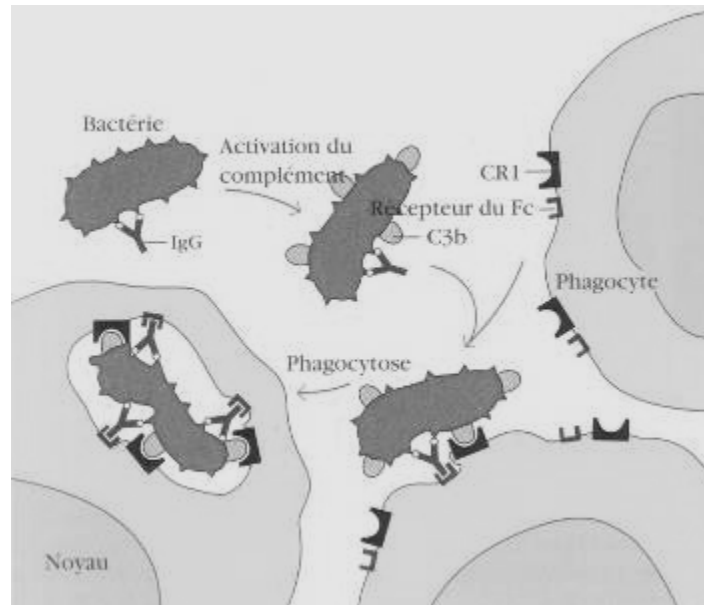 Bactérie
Activation du
complément
CR1
Récepteur du Fc
IgG
C3b
Phagocyte
Phagocytose
Noyau